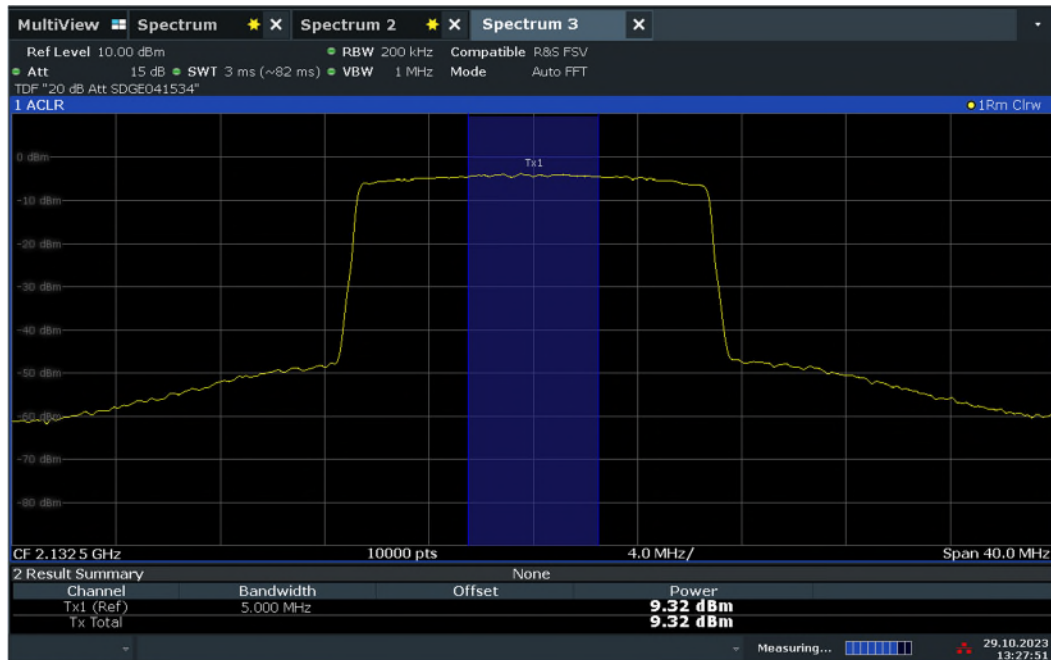 MultiView Spectrum Spectrum 2 Spectrum 3
Ref Level 10.00 dBm RBW 200 kHz Compatible R&S FSV
Att 15 dB SWT 3 ms (~82 ms) VBW 1 MHz Mode Auto FFT
TDF "20 dB Att SDGE041534"
1 ACLR 1Rm Clrw
0 dBm
Tx1
-10 dBm
-20 dBm
-30 dBm
-40 dBm
-50 dBm
-60 dBm
-70 dBm
-80 dBm
CF 2.1325 GHz 10000 pts 4.0 MHz/ Span 40.0 MHz
2 Result Summary None
Channel Bandwidth Offset Power
Tx1 (Ref) 5.000 MHz 9.32 dBm
Tx Total 9.32 dBm
Measuring... 29.10.2023
13:27:51